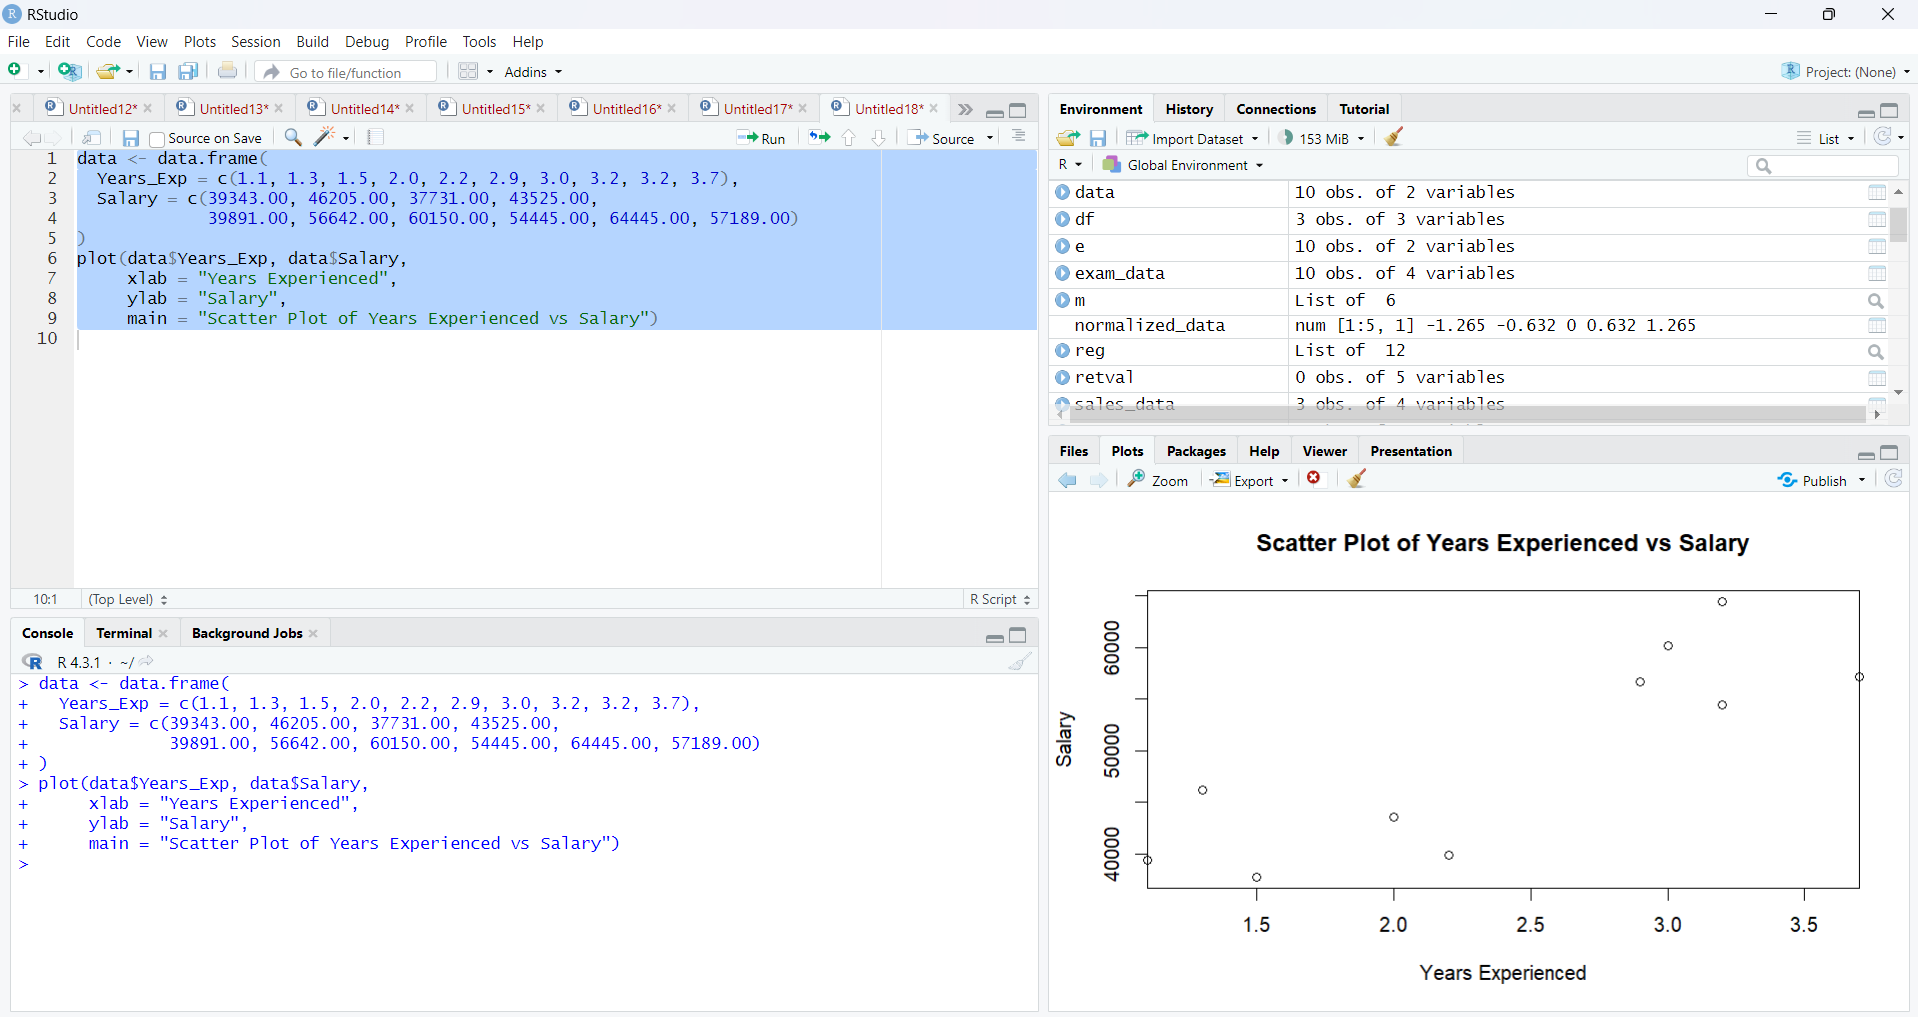 RStudio
File Edit Code View Plots Session Build Debug Profile Tools Help
Go to file/function Addins Project: (None)
Untitled12* Untitled13* Untitled14* Untitled15* Untitled16* Untitled17* Untitled18*
Source on Save Run Source
1 data <- data.frame(
2 Years_Exp = c(1.1, 1.3, 1.5, 2.0, 2.2, 2.9, 3.0, 3.2, 3.2, 3.7),
3 Salary = c(39343.00, 46205.00, 37731.00, 43525.00,
4 39891.00, 56642.00, 60150.00, 54445.00, 64445.00, 57189.00)
5 )
6 plot(data$Years_Exp, data$Salary,
7 xlab = "Years Experienced",
8 ylab = "Salary",
9 main = "Scatter Plot of Years Experienced vs Salary")
10
10:1 (Top Level) R Script
Console Terminal Background Jobs
R 4.3.1 · ~/
> data <- data.frame(
+ Years_Exp = c(1.1, 1.3, 1.5, 2.0, 2.2, 2.9, 3.0, 3.2, 3.2, 3.7),
+ Salary = c(39343.00, 46205.00, 37731.00, 43525.00,
+ 39891.00, 56642.00, 60150.00, 54445.00, 64445.00, 57189.00)
+ )
> plot(data$Years_Exp, data$Salary,
+ xlab = "Years Experienced",
+ ylab = "Salary",
+ main = "Scatter Plot of Years Experienced vs Salary")
>
Environment History Connections Tutorial
Import Dataset 153 MiB List
R Global Environment
data 10 obs. of 2 variables
df 3 obs. of 3 variables
e 10 obs. of 2 variables
exam_data 10 obs. of 4 variables
m List of 6
normalized_data num [1:5, 1] -1.265 -0.632 0 0.632 1.265
reg List of 12
retval 0 obs. of 5 variables
sales_data 3 obs. of 4 variables
Files Plots Packages Help Viewer Presentation
Zoom Export Publish
Scatter Plot of Years Experienced vs Salary
Salary
60000
50000
40000
1.5 2.0 2.5 3.0 3.5
Years Experienced